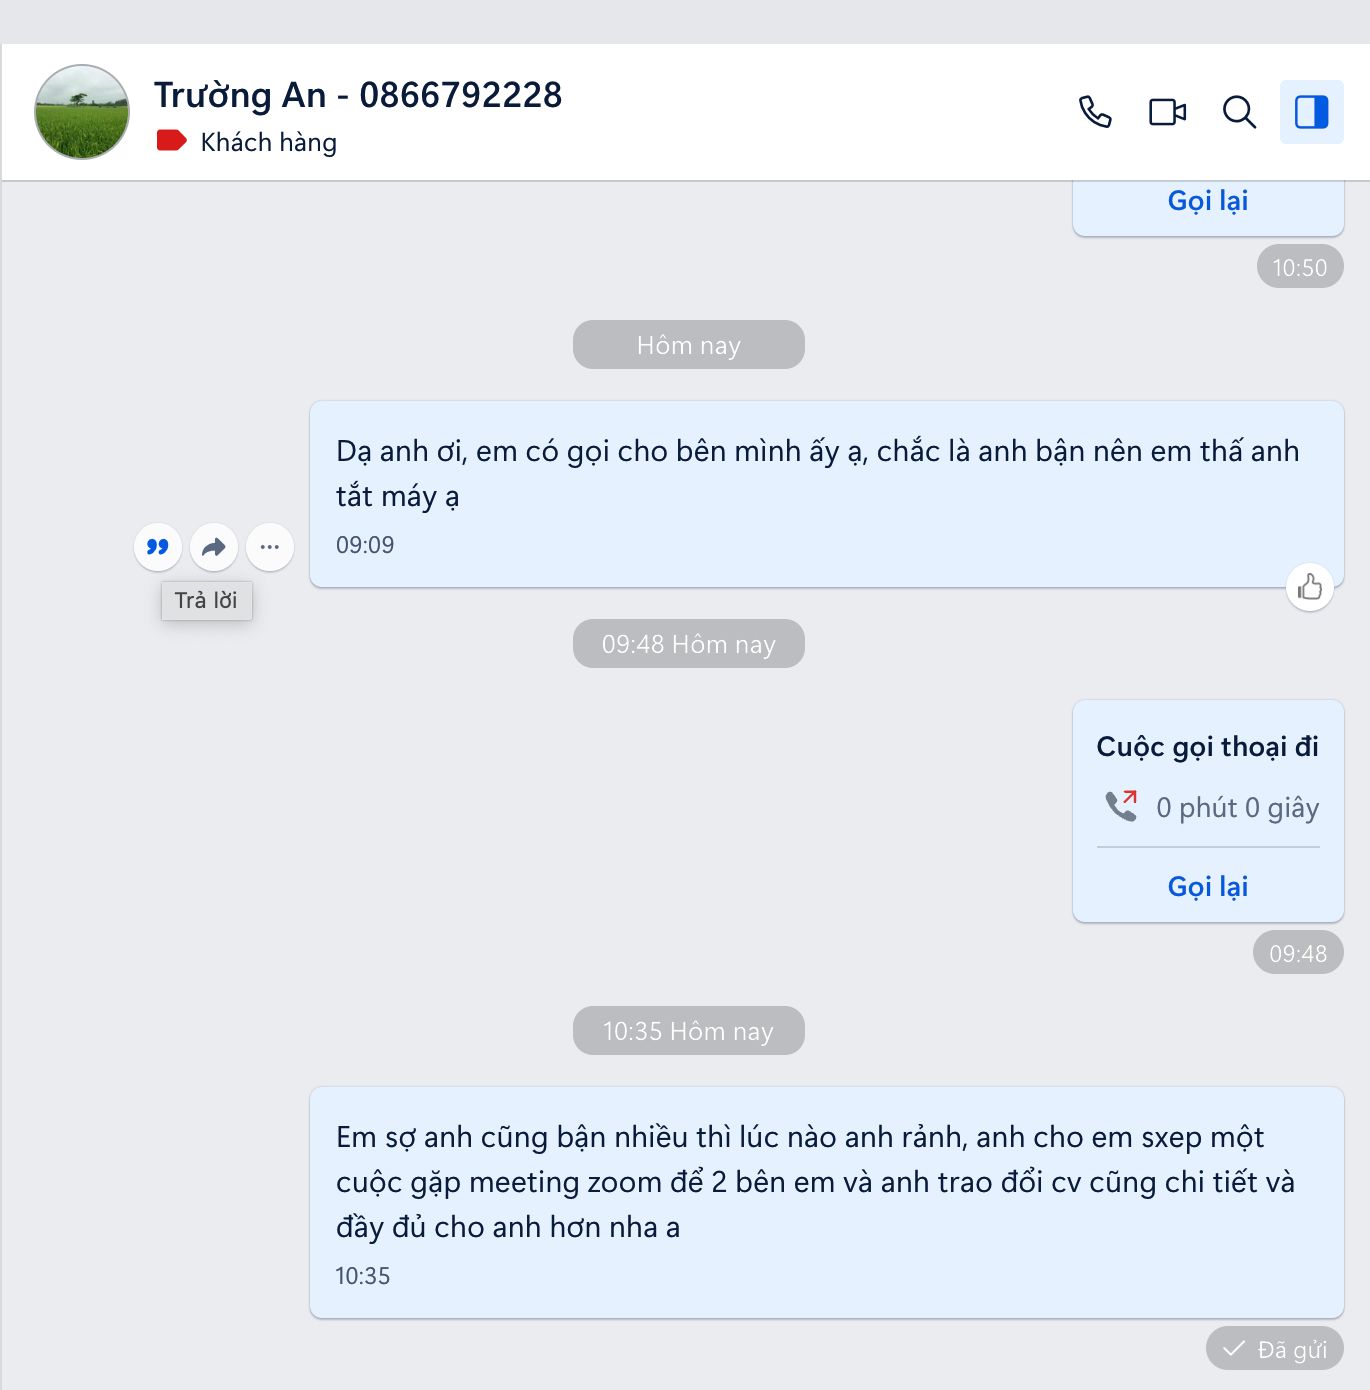 Trường An - 0866792228
Khách hàng
Gọi lại
10:50
Hôm nay
Dạ anh ơi, em có gọi cho bên mình ấy ạ, chắc là anh bận nên em thấ anh
tắt máy ạ
09:09
Trả lời
09:48 Hôm nay
Cuộc gọi thoại đi
0 phút 0 giây
Gọi lại
09:48
10:35 Hôm nay
Em sợ anh cũng bận nhiều thì lúc nào anh rảnh, anh cho em sxep một
cuộc gặp meeting zoom để 2 bên em và anh trao đổi cv cũng chi tiết và
đầy đủ cho anh hơn nha a
10:35
Đã gửi